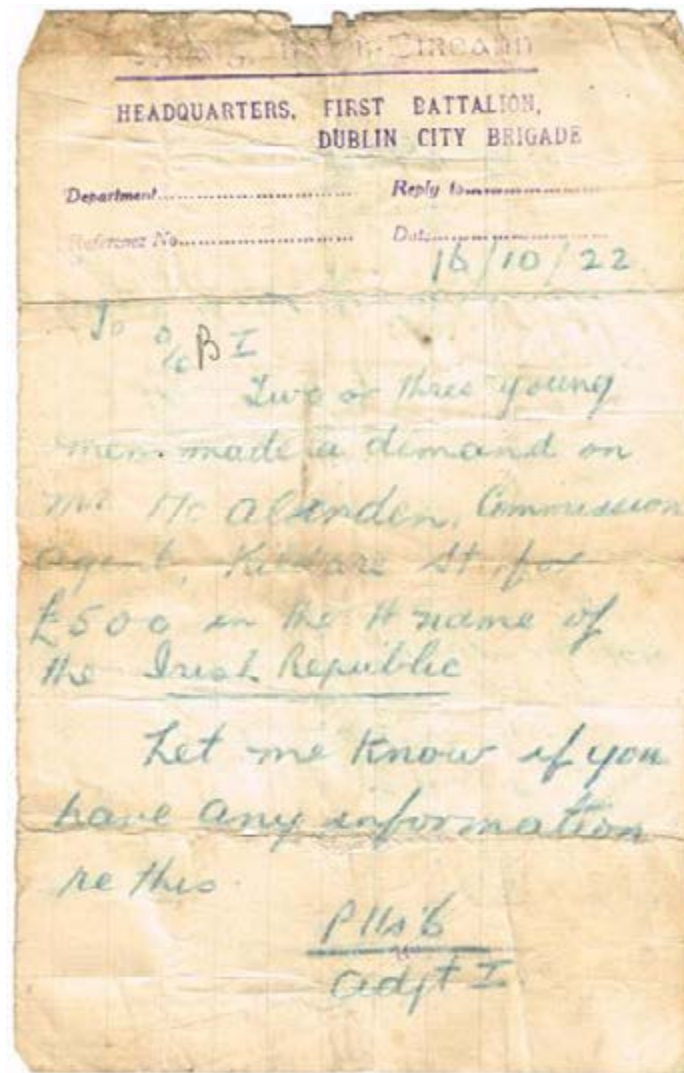 HEADQUARTERS, FIRST BATTALION,
DUBLIN CITY BRIGADE
Department.......................... Reply to..........................
Reference No.......................... Date..........................
16/10/22
To
O/C B I
Two or three young
men made a demand on
Mr Mc Alinden, Commission
Agent, Kildare St. for
£500 in the name of
the Irish Republic
Let me know if you
have any information
re this.
Adjt I